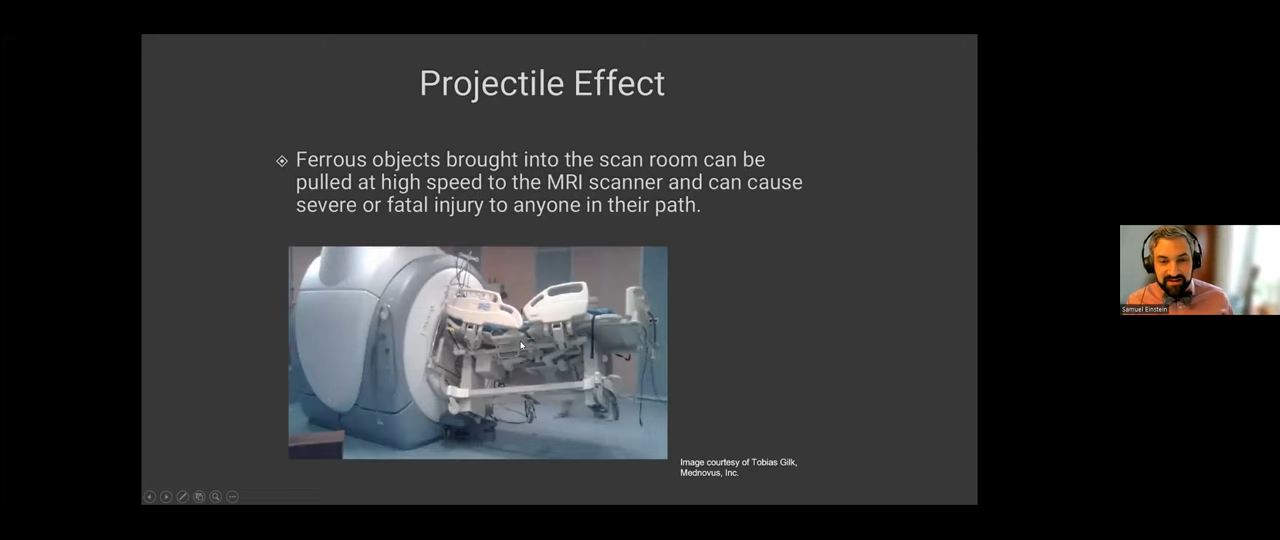 Projectile Effect
Ferrous objects brought into the scan room can be
pulled at high speed to the MRI scanner and can cause
severe or fatal injury to anyone in their path.
Image courtesy of Tobias Gilk,
Mednovus, Inc.
Samuel Einstein